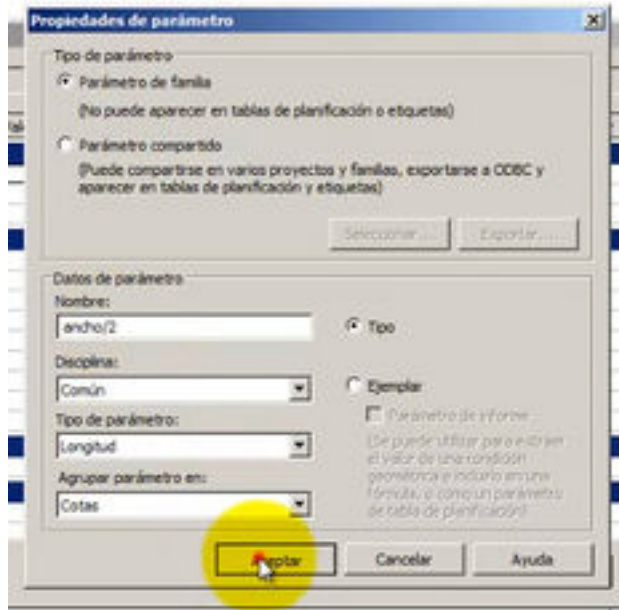 Propiedades de parámetro
Tipo de parámetro
Parámetro de familia
(No puede aparecer en tablas de planificación o etiquetas)
Parámetro compartido
(Puede compartirse en varios proyectos y familias, exportarse a ODBC y
aparecer en tablas de planificación y etiquetas)
Seleccionar... Exportar...
Datos de parámetro
Nombre:
ancho/2
Tipo
Disciplina:
Común
Ejemplar
Parámetro de informe
Tipo de parámetro:
Longitud
(Se puede utilizar para extraer
el valor de una condición
geométrica e incluirlo en una
fórmula, o como un parámetro
de tabla de planificación)
Agrupar parámetro en:
Cotas
Aceptar Cancelar Ayuda